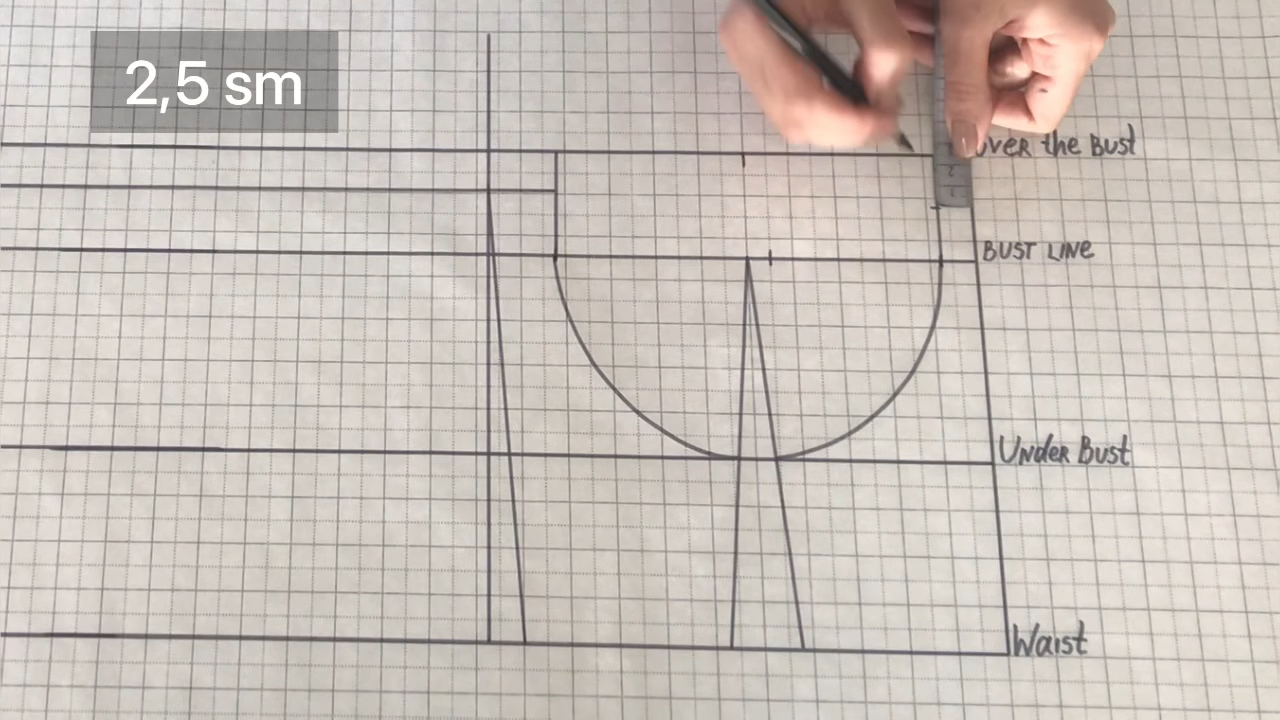 2,5 sm
over the Bust
BUST LINE
Under Bust
Waist